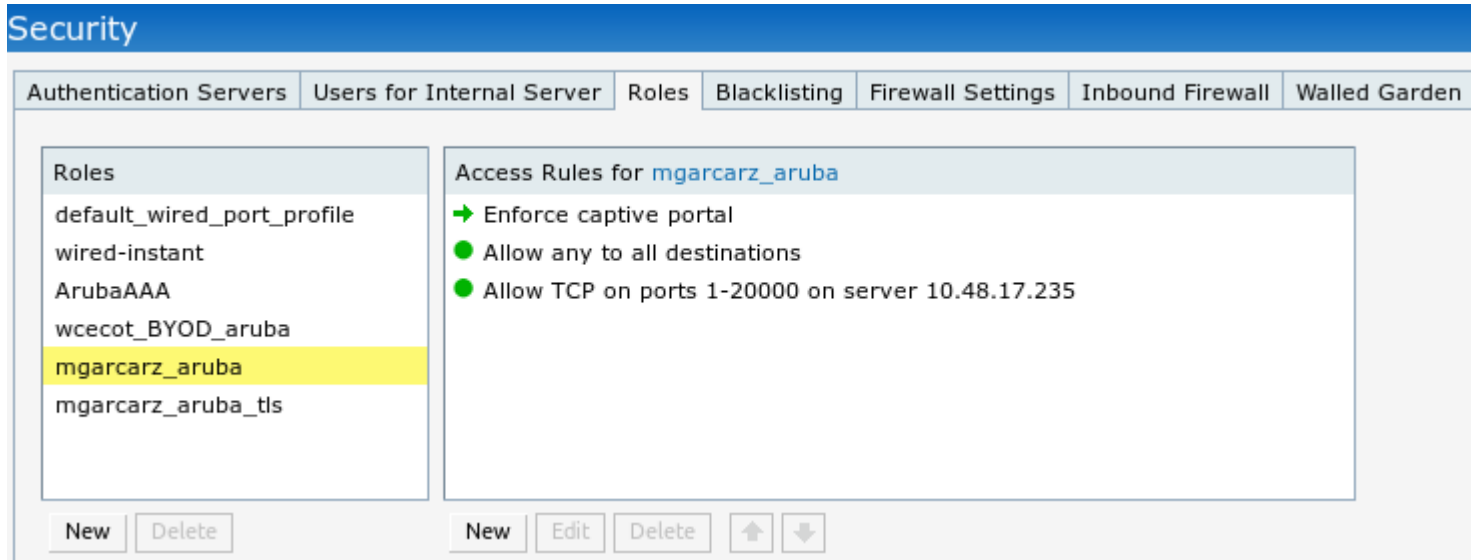 Security
Authentication Servers Users for Internal Server Roles Blacklisting Firewall Settings Inbound Firewall Walled Garden
Roles
default_wired_port_profile
wired-instant
ArubaAAA
wcecot_BYOD_aruba
mgarcarz_aruba
mgarcarz_aruba_tls
New Delete
Access Rules for mgarcarz_aruba
Enforce captive portal
Allow any to all destinations
Allow TCP on ports 1-20000 on server 10.48.17.235
New Edit Delete